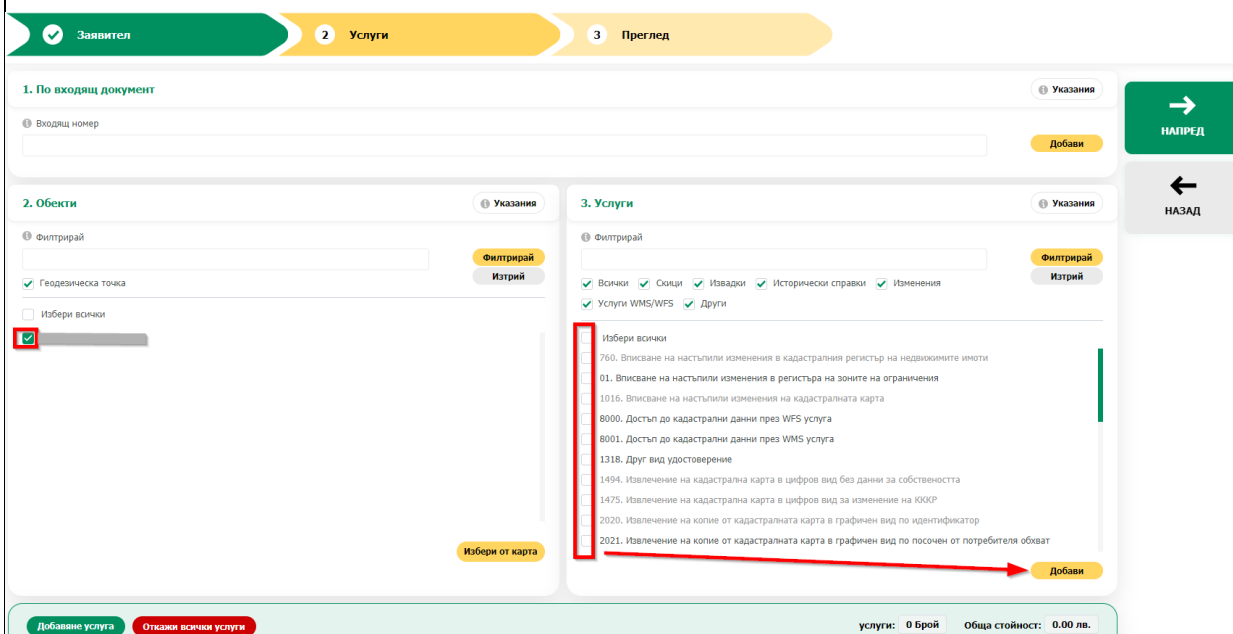 Заявител
2 Услуги
3 Преглед
1. По входящ документ
Указания
Входящ номер
Добави
НАПРЕД
НАЗАД
2. Обекти
Указания
Филтрирай
Филтрирай
Изтрий
Геодезическа точка
Избери всички
Избери от карта
3. Услуги
Указания
Филтрирай
Филтрирай
Изтрий
Всички Скици Извадки Исторически справки Изменения
Услуги WMS/WFS Други
Избери всички
760. Вписване на настъпили изменения в кадастралния регистър на недвижимите имоти
01. Вписване на настъпили изменения в регистъра на зоните на ограничения
1016. Вписване на настъпили изменения на кадастралната карта
8000. Достъп до кадастрални данни през WFS услуга
8001. Достъп до кадастрални данни през WMS услуга
1318. Друг вид удостоверение
1494. Извлечение на кадастрална карта в цифров вид без данни за собствеността
1475. Извлечение на кадастрална карта в цифров вид за изменение на КККР
2020. Извлечение на копие от кадастралната карта в графичен вид по идентификатор
2021. Извлечение на копие от кадастралната карта в графичен вид по посочен от потребителя обхват
Добави
Добавяне услуга Откажи всички услуги услуги: 0 Брой Обща стойност: 0.00 лв.